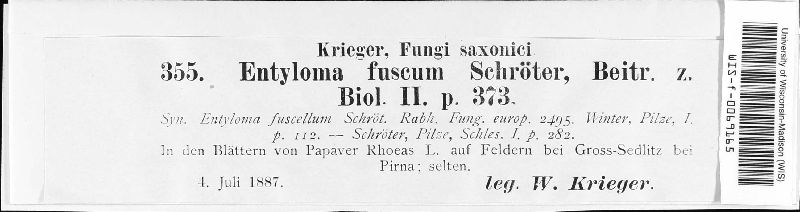 Krieger, Fungi saxonici
355. Entyloma fuscum Schröter, Beitr. z.
Biol. II. p. 373.
Syn. Entyloma fuscellum Schröt. Rabh. Fung. europ. 2495. Winter, Pilze, I.
p. 112. — Schröter, Pilze, Schles. I. p. 282.
In den Blättern von Papaver Rhoeas L. auf Feldern bei Gross-Sedlitz bei
Pirna; selten.
4. Juli 1887.
leg. W. Krieger.
University of Wisconsin-Madison (WIS)